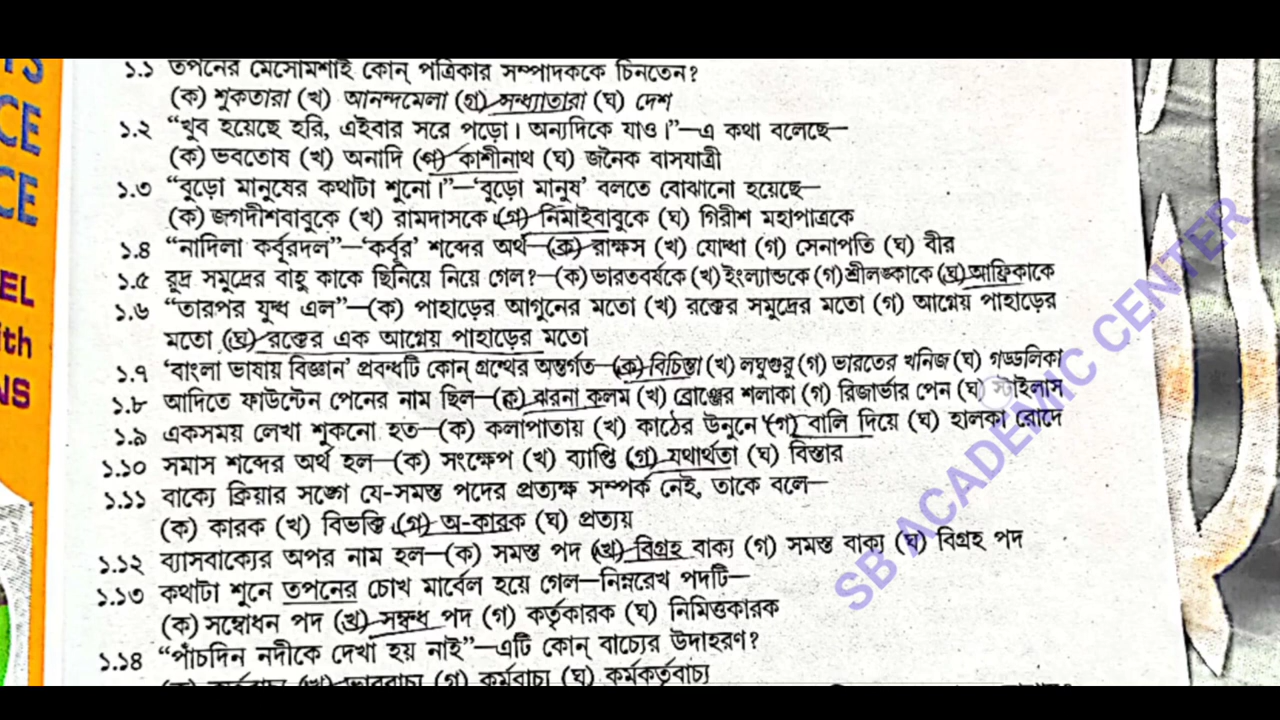 ১.১ তপনের মেসোমশাই কোন্ পত্রিকার সম্পাদককে চিনতেন?
(ক) শুকতারা (খ) আনন্দমেলা (গ) সন্ধ্যাতারা (ঘ) দেশ
১.২ “খুব হয়েছে হরি, এইবার সরে পড়ো। অন্যদিকে যাও।”—এ কথা বলেছে—
(ক) ভবতোষ (খ) অনাদি (গ) কাশীনাথ (ঘ) জনৈক বাসযাত্রী
১.৩ “বুড়ো মানুষের কথাটা শুনো।”—‘বুড়ো মানুষ’ বলতে বোঝানো হয়েছে—
(ক) জগদীশবাবুকে (খ) রামদাসকে (গ) নিমাইবাবুকে (ঘ) গিরীশ মহাপাত্রকে
১.৪ “নাদিলা কর্বূরদল”—‘কর্বূর’ শব্দের অর্থ—(ক) রাক্ষস (খ) যোদ্ধা (গ) সেনাপতি (ঘ) বীর
১.৫ রুদ্র সমুদ্রের বাহু কাকে ছিনিয়ে নিয়ে গেল?—(ক) ভারতবর্ষকে (খ) ইংল্যান্ডকে (গ) শ্রীলঙ্কাকে (ঘ) আফ্রিকাকে
১.৬ “তারপর যুদ্ধ এল”—(ক) পাহাড়ের আগুনের মতো (খ) রক্তের সমুদ্রের মতো (গ) আগ্নেয় পাহাড়ের
মতো (ঘ) রক্তের এক আগ্নেয় পাহাড়ের মতো
১.৭ ‘বাংলা ভাষায় বিজ্ঞান’ প্রবন্ধটি কোন্ গ্রন্থের অন্তর্গত—(ক) বিচিন্তা (খ) লঘুগুরু (গ) ভারতের খনিজ (ঘ) গড্ডলিকা
১.৮ আদিতে ফাউন্টেন পেনের নাম ছিল—(ক) ঝরনা কলম (খ) ব্রোঞ্জের শলাকা (গ) রিজার্ভার পেন (ঘ) স্টাইলাস
১.৯ একসময় লেখা শুকনো হত—(ক) কলাপাতায় (খ) কাঠের উনুনে (গ) বালি দিয়ে (ঘ) হালকা রোদে
১.১০ সমাস শব্দের অর্থ হল—(ক) সংক্ষেপ (খ) ব্যাপ্তি (গ) যথার্থতা (ঘ) বিস্তার
১.১১ বাক্যে ক্রিয়ার সঙ্গে যে-সমস্ত পদের প্রত্যক্ষ সম্পর্ক নেই, তাকে বলে—
(ক) কারক (খ) বিভক্তি (গ) অ-কারক (ঘ) প্রত্যয়
১.১২ ব্যাসবাক্যের অপর নাম হল—(ক) সমস্ত পদ (খ) বিগ্রহ বাক্য (গ) সমস্ত বাক্য (ঘ) বিগ্রহ পদ
১.১৩ কথাটা শুনে তপনের চোখ মার্বেল হয়ে গেল—নিম্নরেখ পদটি—
(ক) সম্বোধন পদ (খ) সম্বন্ধ পদ (গ) কর্তৃকারক (ঘ) নিমিত্তকারক
১.১৪ “পাঁচদিন নদীকে দেখা হয় নাই”—এটি কোন্ বাচ্যের উদাহরণ?
(ক) কর্তৃবাচ্য (খ) ভাববাচ্য (গ) কর্মবাচ্য (ঘ) কর্মকর্তৃবাচ্য
SB ACADEMIC CENTER
CE
CE
EL
ith
NS